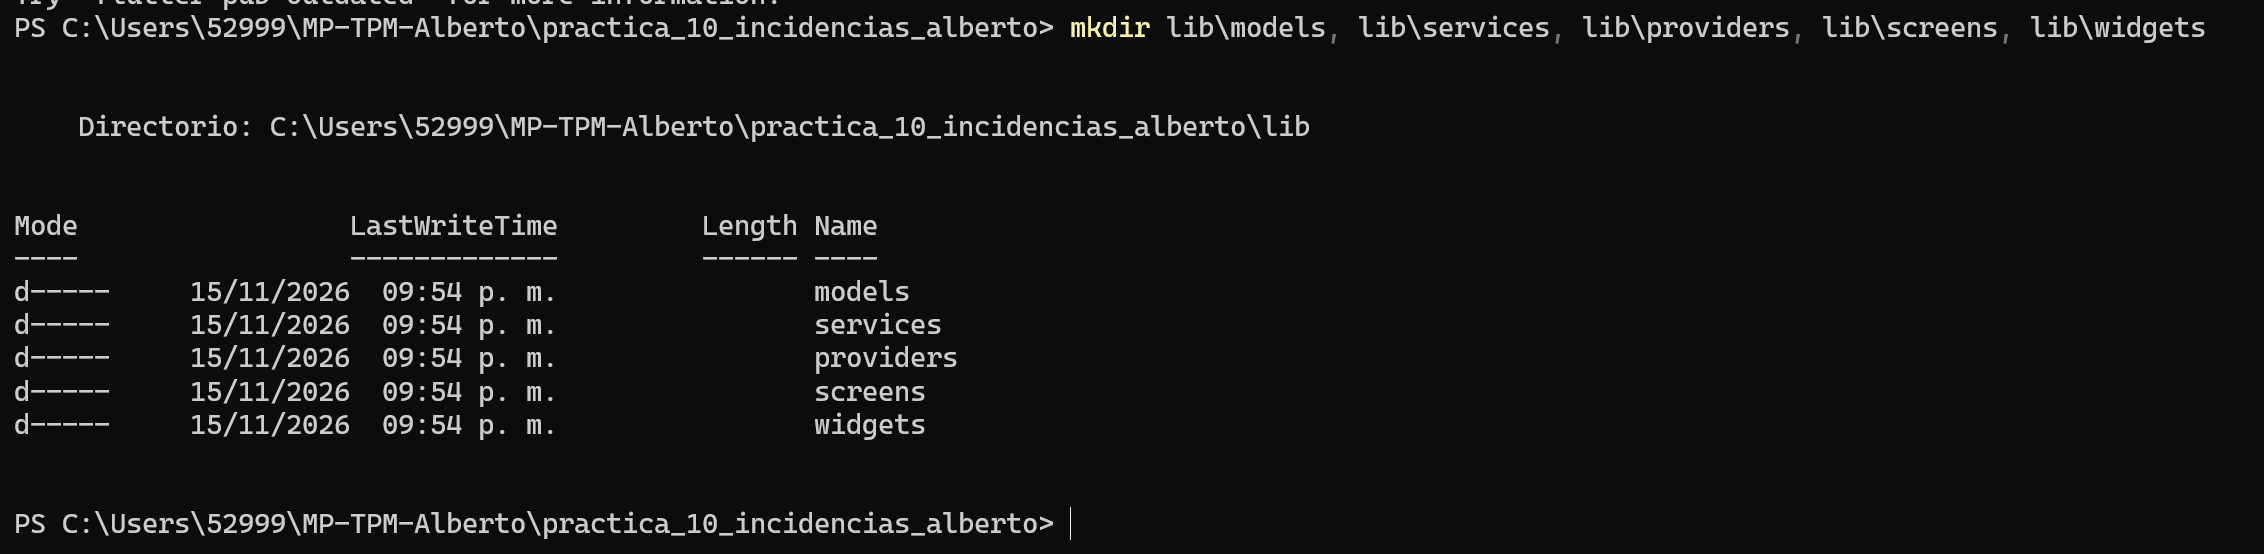 PS C:\Users\52999\MP-TPM-Alberto\practica_10_incidencias_alberto> mkdir lib\models, lib\services, lib\providers, lib\screens, lib\widgets
Directorio: C:\Users\52999\MP-TPM-Alberto\practica_10_incidencias_alberto\lib
Mode                 LastWriteTime         Length Name
----                 -------------         ------ ----
d-----     15/11/2026  09:54 p. m.                models
d-----     15/11/2026  09:54 p. m.                services
d-----     15/11/2026  09:54 p. m.                providers
d-----     15/11/2026  09:54 p. m.                screens
d-----     15/11/2026  09:54 p. m.                widgets
PS C:\Users\52999\MP-TPM-Alberto\practica_10_incidencias_alberto>